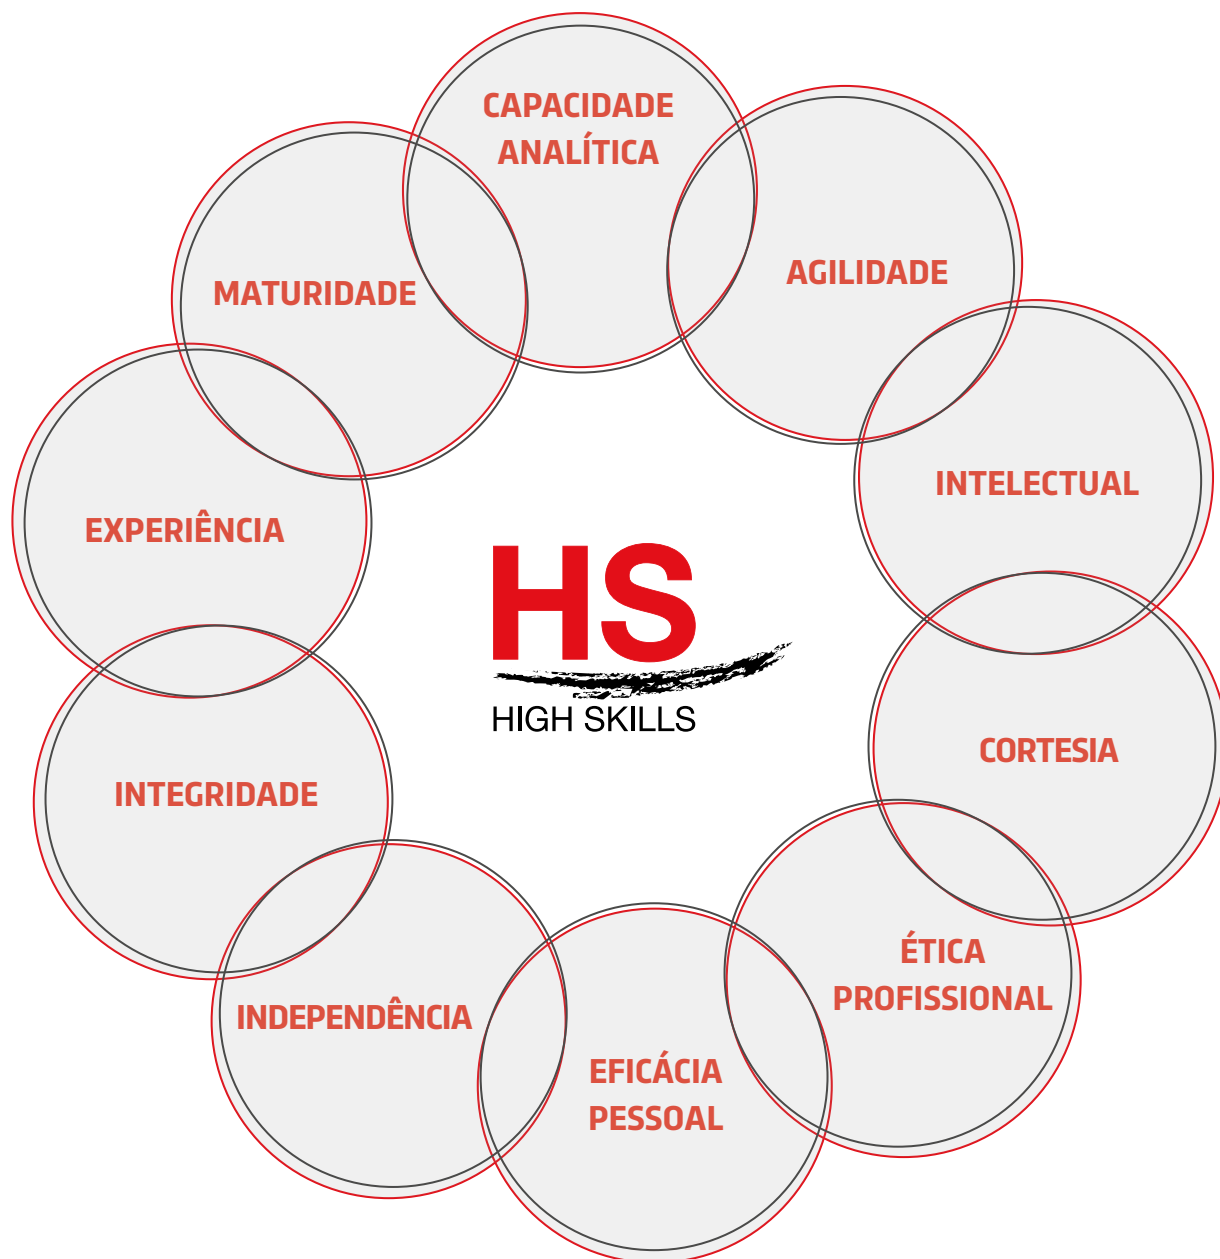 CAPACIDADE
ANALÍTICA
AGILIDADE
MATURIDADE
INTELECTUAL
EXPERIÊNCIA
HS
HIGH SKILLS
CORTESIA
INTEGRIDADE
ÉTICA
PROFISSIONAL
INDEPENDÊNCIA
EFICÁCIA
PESSOAL